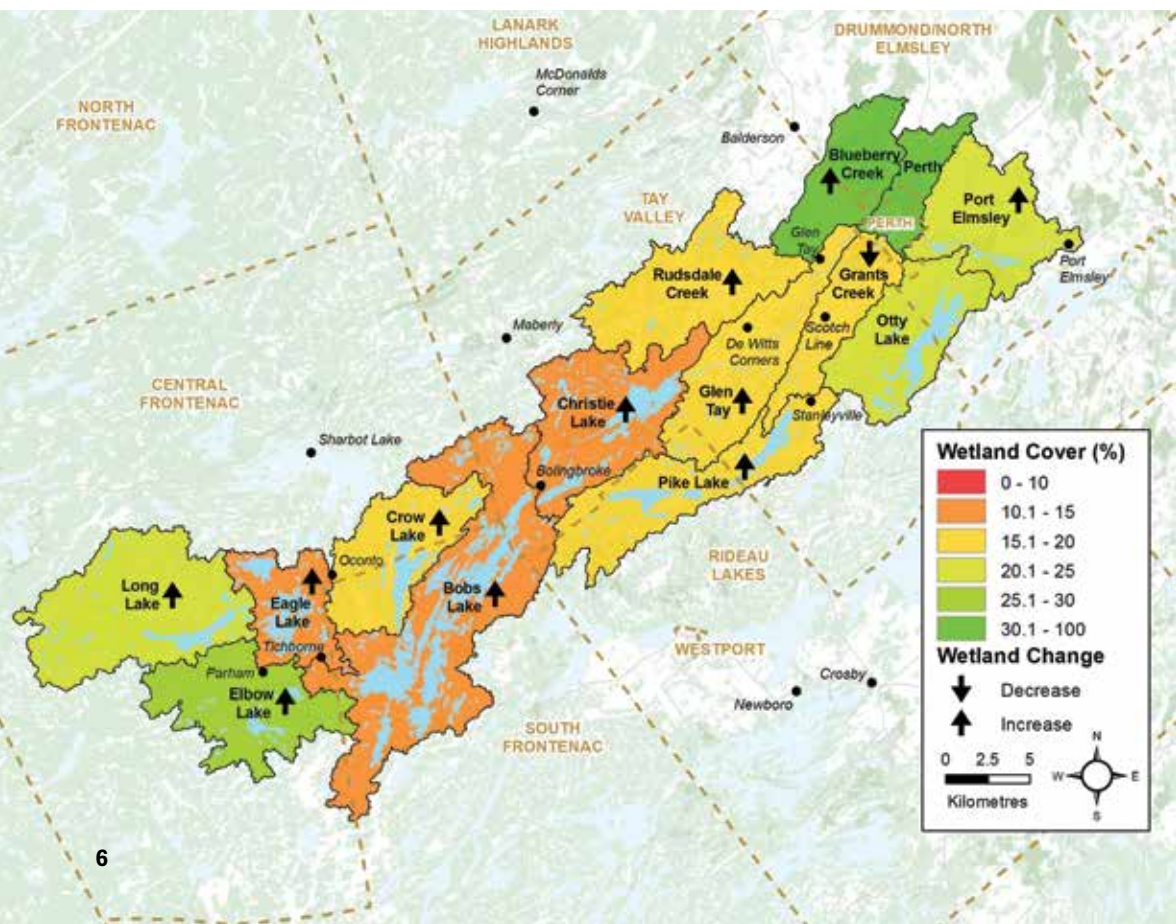 LANARK
HIGHLANDS
DRUMMOND/NORTH
ELMSLEY
McDonalds
Corner
NORTH
FRONTENAC
Balderson
Blueberry
Creek
Perth
Port
Elmsley
TAY
VALLEY
PERTH
Glen
Tay
Port
Elmsley
Rudsdale
Creek
Grants
Creek
Otty
Lake
Scotch
Line
Maberly
De Witts
Corners
CENTRAL
FRONTENAC
Christie
Lake
Glen
Tay
Stanleyville
Sharbot Lake
Bolingbroke
Pike Lake
Crow
Lake
RIDEAU
LAKES
Oconto
Long
Lake
Eagle
Lake
Bobs
Lake
Tichborne
WESTPORT
Parham
Elbow
Lake
Crosby
Newboro
SOUTH
FRONTENAC
Wetland Cover (%)
0 - 10
10.1 - 15
15.1 - 20
20.1 - 25
25.1 - 30
30.1 - 100
Wetland Change
Decrease
Increase
0 2.5 5
Kilometres
N
W E
S
6